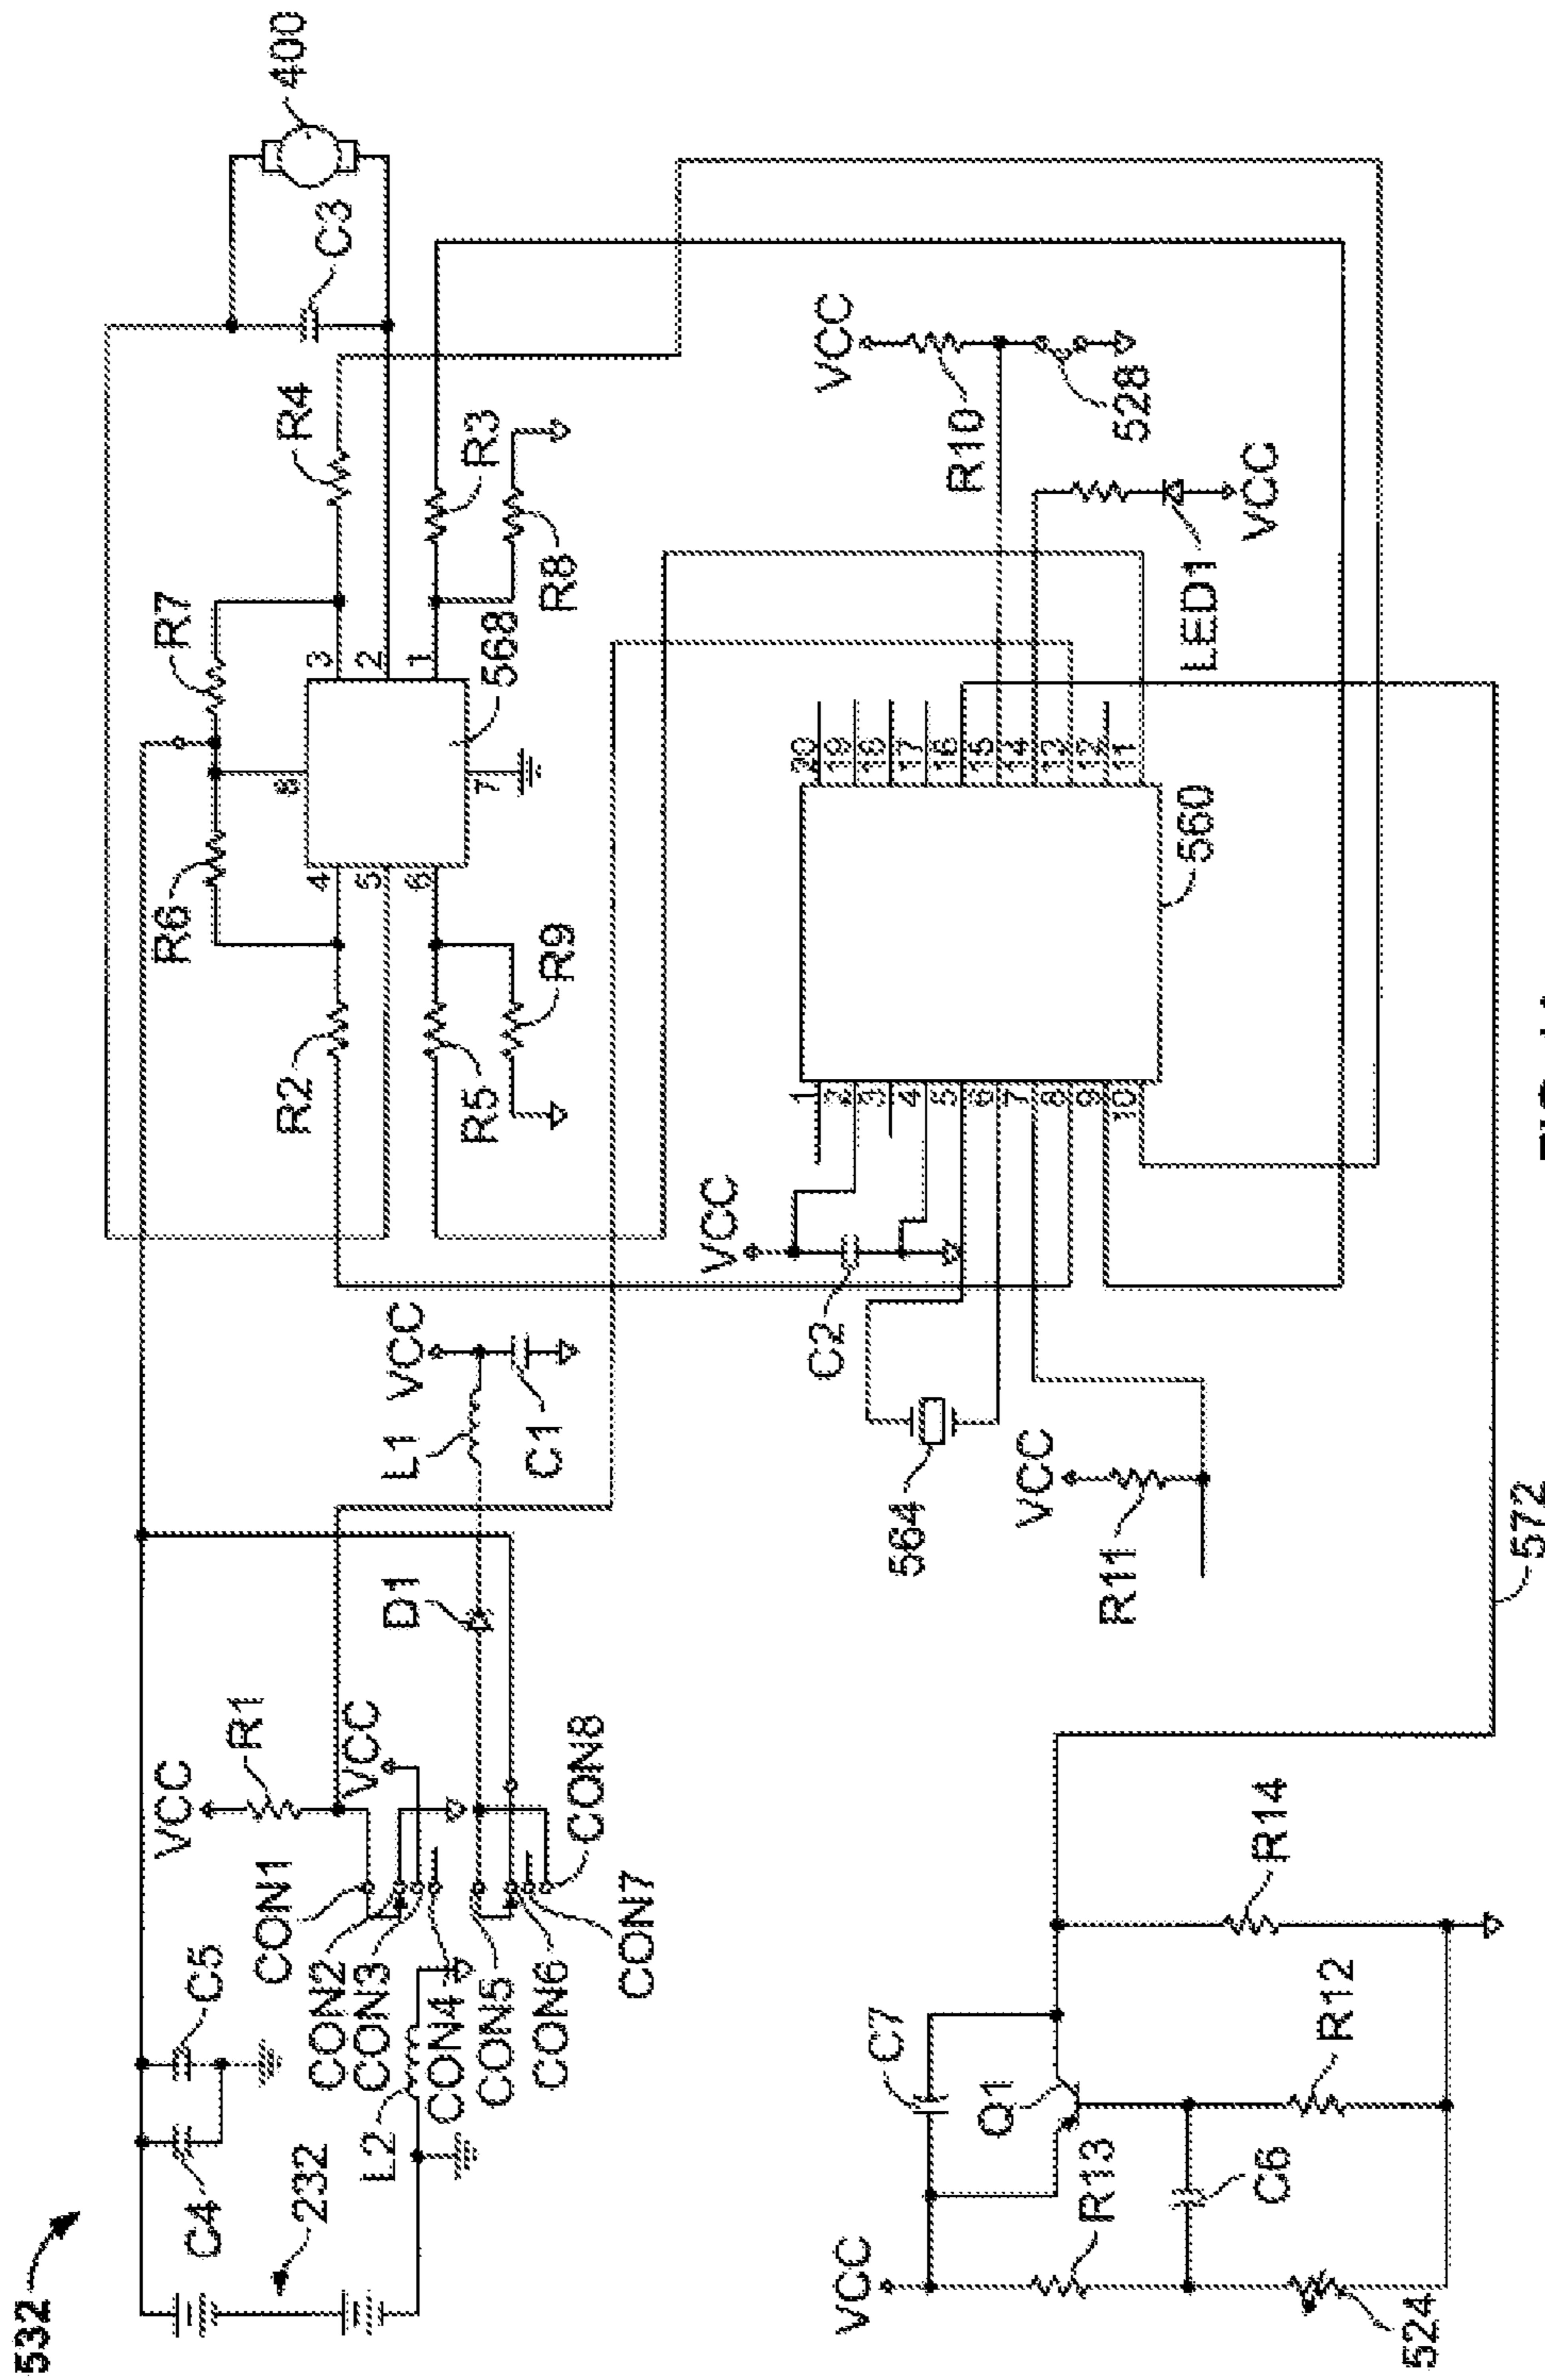 532
C4
C5
232
VCC
R1
CON1
CON2
CON3
CON4
CON5
CON6
CON7
CON8
L2
VCC
D1
L1
VCC
C1
R6
R7
R2
R4
R5
R9
R3
R8
8
4
5
6
3
2
1
7
568
C3
400
VCC
C2
564
VCC
R11
1
2
3
4
5
6
7
8
9
10
20
19
18
17
16
15
14
13
12
11
560
VCC
R10
528
LED1
VCC
572
VCC
C7
Q1
R13
C6
R12
R14
524